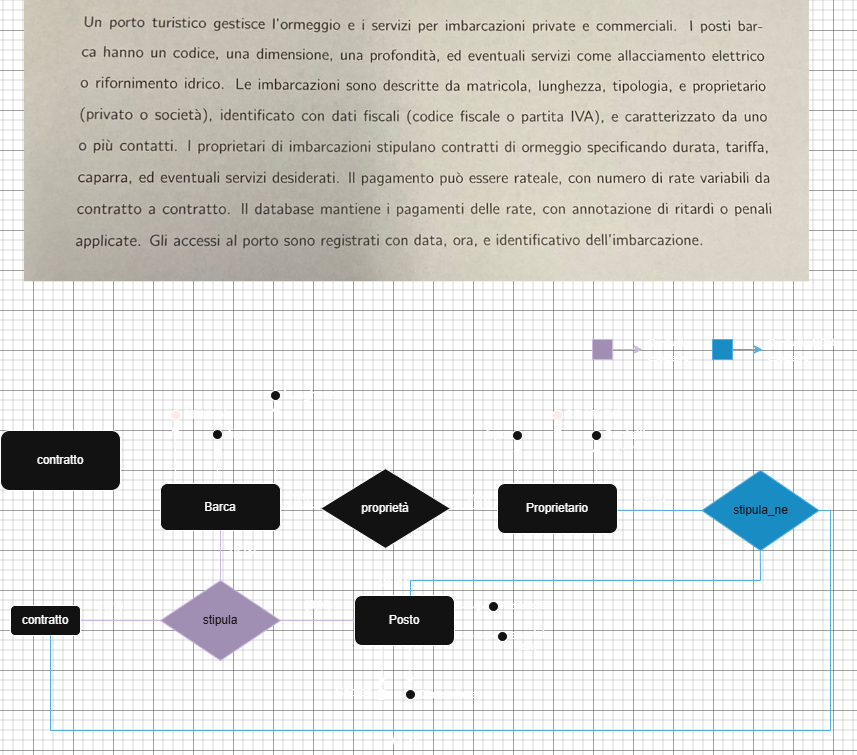 Un porto turistico gestisce l'ormeggio e i servizi per imbarcazioni private e commerciali. I posti bar-
ca hanno un codice, una dimensione, una profondità, ed eventuali servizi come allacciamento elettrico
o rifornimento idrico. Le imbarcazioni sono descritte da matricola, lunghezza, tipologia, e proprietario
(privato o società), identificato con dati fiscali (codice fiscale o partita IVA), e caratterizzato da uno
o più contatti. I proprietari di imbarcazioni stipulano contratti di ormeggio specificando durata, tariffa,
caparra, ed eventuali servizi desiderati. Il pagamento può essere rateale, con numero di rate variabili da
contratto a contratto. Il database mantiene i pagamenti delle rate, con annotazione di ritardi o penali
applicate. Gli accessi al porto sono registrati con data, ora, e identificativo dell'imbarcazione.
contratto
Barca
proprietà
Proprietario
stipula_ne
contratto
stipula
Posto